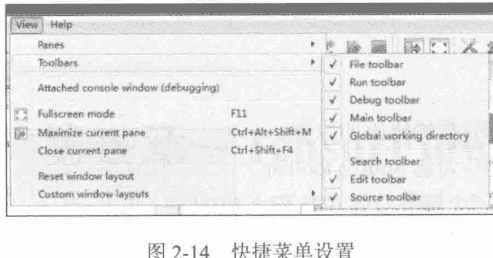 View Help
Panes
Toolbars
Attached console window (debugging)
Fullscreen mode F11
Maximize current pane Ctrl+Alt+Shift+M
Close current pane Ctrl+Shift+F4
Reset window layout
Custom window layouts
File toolbar
Run toolbar
Debug toolbar
Main toolbar
Global working directory
Search toolbar
Edit toolbar
Source toolbar
图 2-14 快捷菜单设置